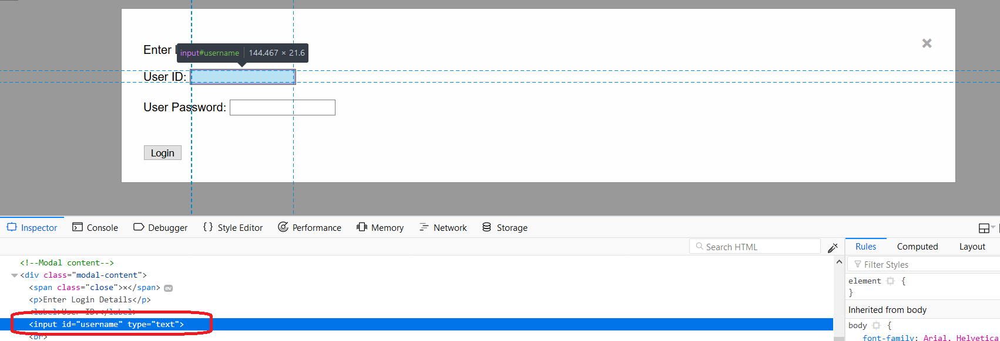 Enter
×
input#username 144.467 × 21.6
User ID:
User Password:
Login
Inspector Console Debugger Style Editor Performance Memory Network Storage
Search HTML
Rules Computed Layout
Filter Styles
<!--Modal content-->
<div class="modal-content">
<span class="close">×</span> ev
<p>Enter Login Details</p>
<label>User ID:</label>
<input id="username" type="text">
<br>
element {
}
Inherited from body
body {
font-family: Arial, Helvetica